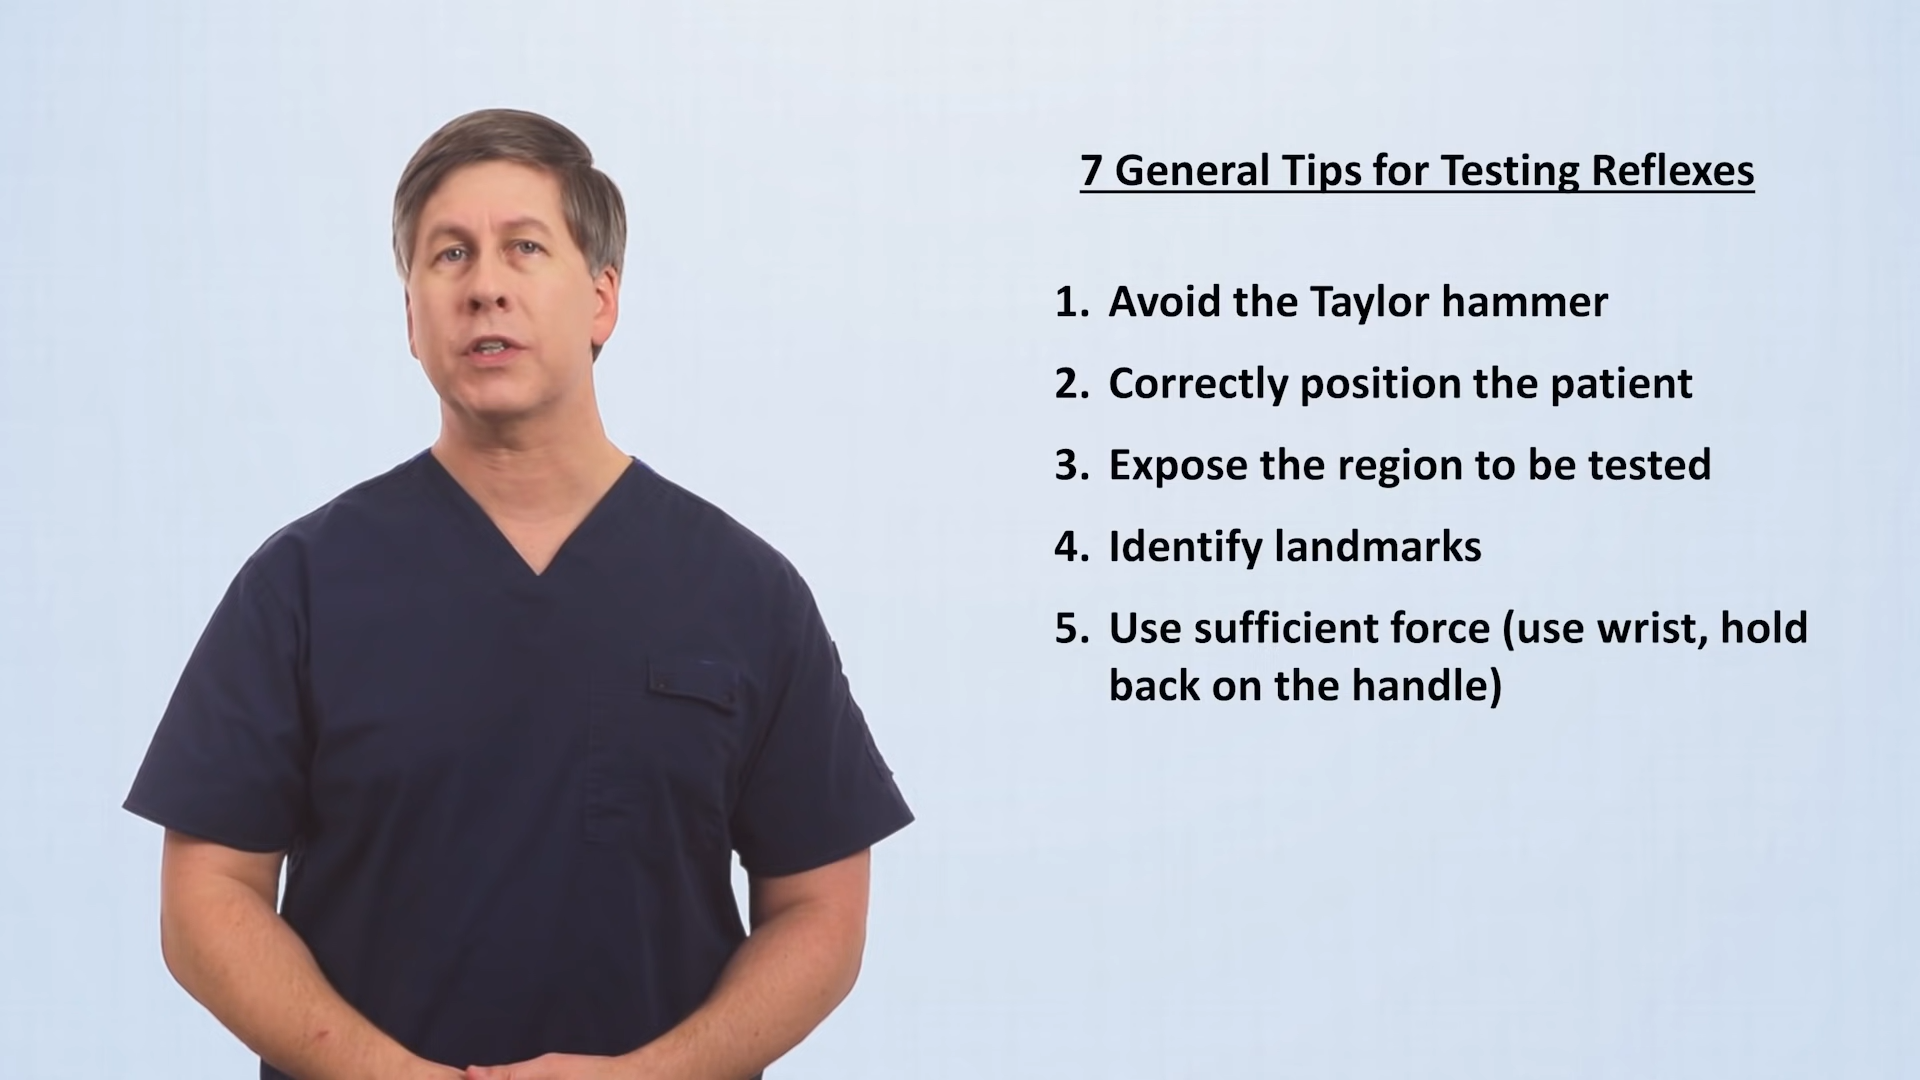 7 General Tips for Testing Reflexes
1. Avoid the Taylor hammer
2. Correctly position the patient
3. Expose the region to be tested
4. Identify landmarks
5. Use sufficient force (use wrist, hold
back on the handle)